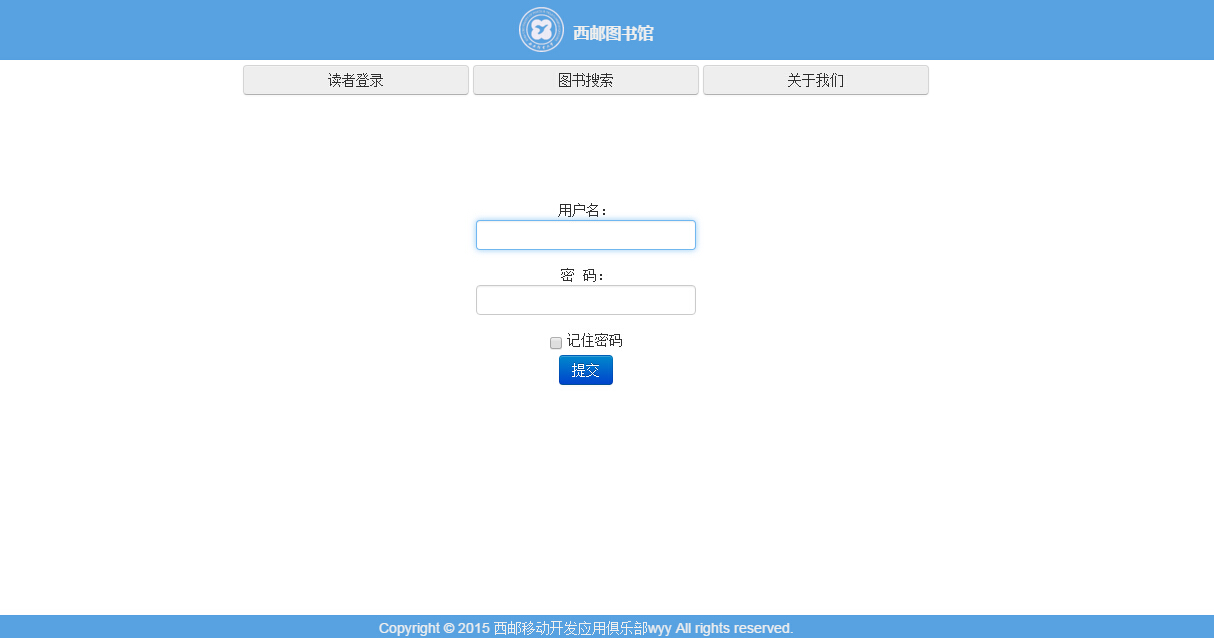 西邮图书馆
读者登录 图书搜索 关于我们
用户名：
密 码：
记住密码
提交
Copyright © 2015 西邮移动开发应用俱乐部wyy All rights reserved.